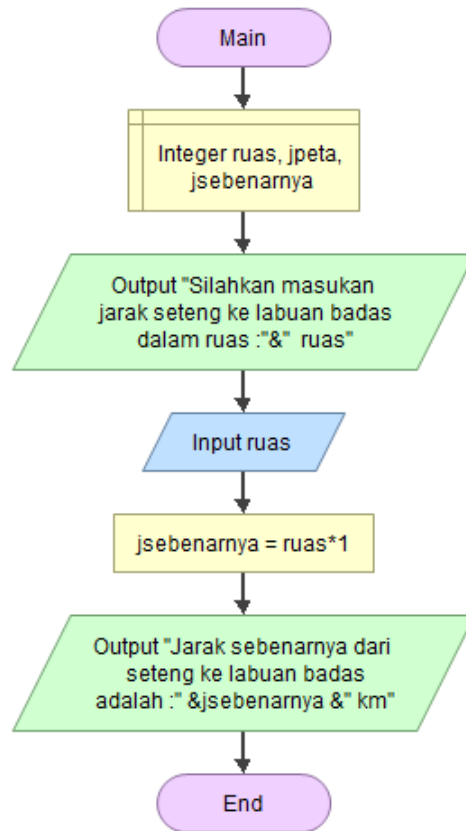 Main
Integer ruas, jpeta,
jsebenarnya
Output "Silahkan masukan
jarak seteng ke labuan badas
dalam ruas :"&"  ruas"
Input ruas
jsebenarnya = ruas*1
Output "Jarak sebenarnya dari
seteng ke labuan badas
adalah :" &jsebenarnya &" km"
End